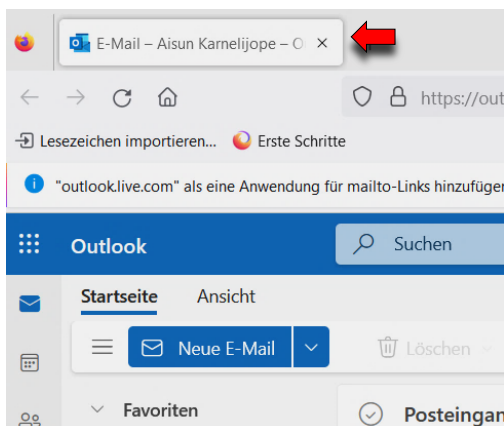 E-Mail – Aisun Karnelijope – O
https://out
Lesezeichen importieren... Erste Schritte
"outlook.live.com" als eine Anwendung für mailto-Links hinzufüger
Outlook Suchen
Startseite Ansicht
Neue E-Mail Löschen
Favoriten Posteingan